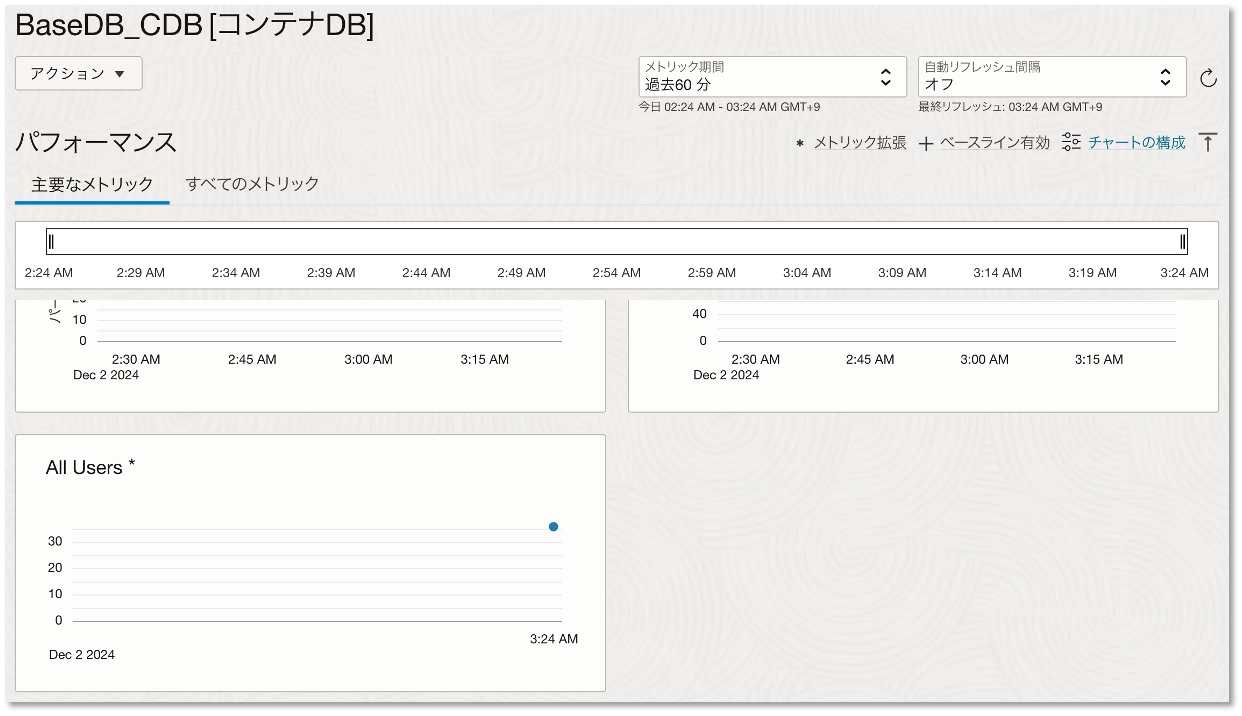 BaseDB_CDB [コンテナDB]
アクション
メトリック期間
過去60 分
自動リフレッシュ間隔
オフ
今日 02:24 AM - 03:24 AM GMT+9
最終リフレッシュ: 03:24 AM GMT+9
パフォーマンス
* メトリック拡張
ベースライン有効
チャートの構成
主要なメトリック
すべてのメトリック
2:24 AM 2:29 AM 2:34 AM 2:39 AM 2:44 AM 2:49 AM 2:54 AM 2:59 AM 3:04 AM 3:09 AM 3:14 AM 3:19 AM 3:24 AM
10
0
2:30 AM 2:45 AM 3:00 AM 3:15 AM
Dec 2 2024
40
0
2:30 AM 2:45 AM 3:00 AM 3:15 AM
Dec 2 2024
All Users *
30
20
10
0
3:24 AM
Dec 2 2024